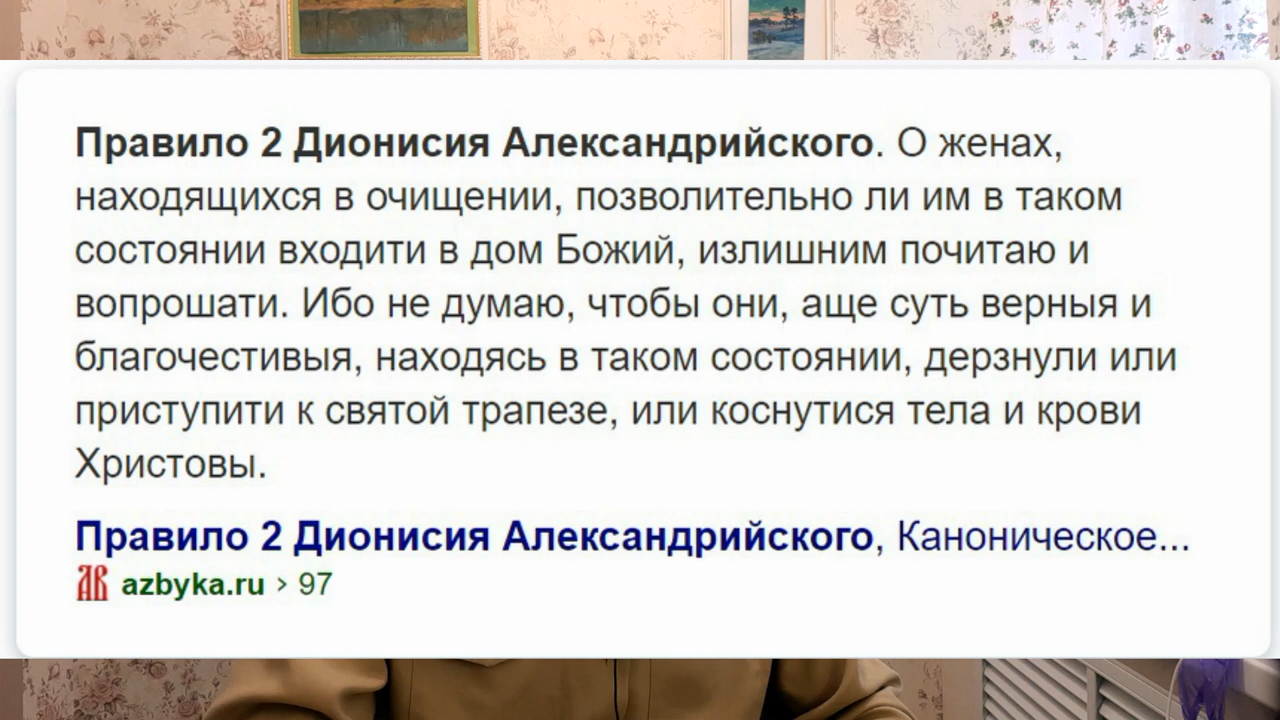 Правило 2 Дионисия Александрийского. О женах,
находящихся в очищении, позволительно ли им в таком
состоянии входити в дом Божий, излишним почитаю и
вопрошати. Ибо не думаю, чтобы они, аще суть верныя и
благочестивыя, находясь в таком состоянии, дерзнули или
приступити к святой трапезе, или коснутися тела и крови
Христовы.
Правило 2 Дионисия Александрийского, Каноническое...
АВ azbyka.ru › 97